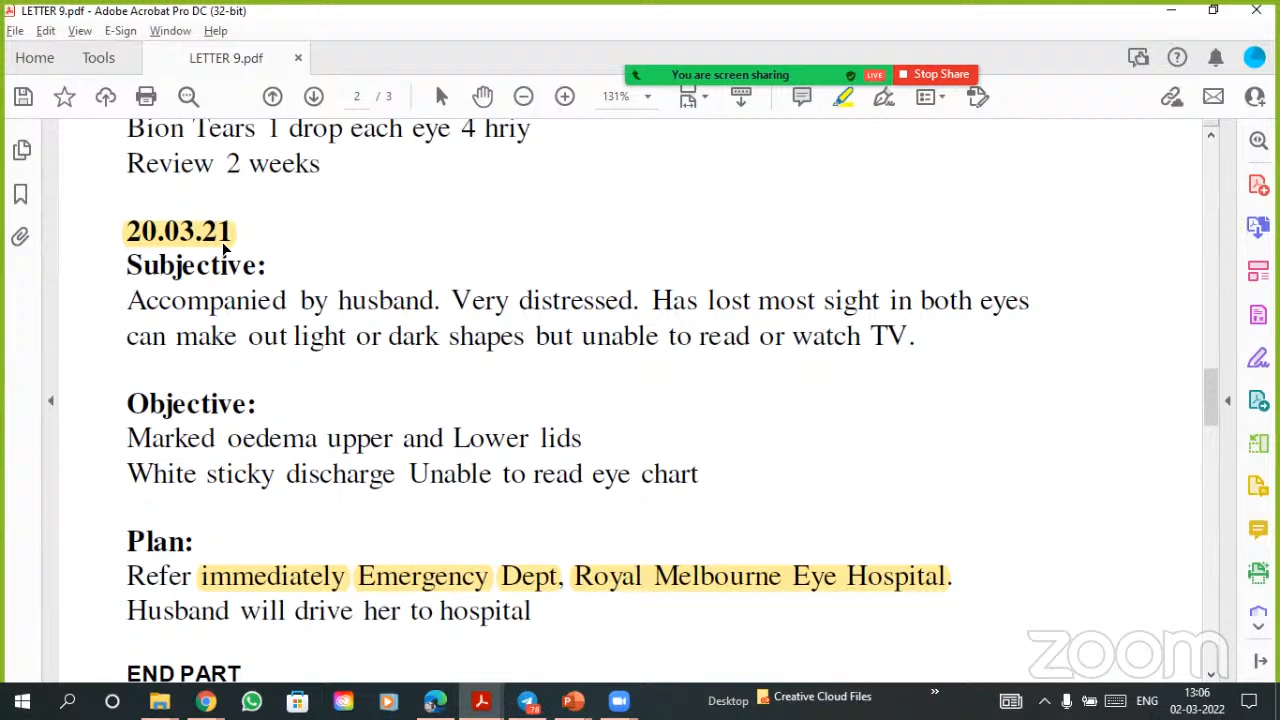 LETTER 9.pdf - Adobe Acrobat Pro DC (32-bit)
File Edit View E-Sign Window Help
Home Tools LETTER 9.pdf ×
You are screen sharing LIVE Stop Share
2 / 3 131%
Bion Tears 1 drop each eye 4 hriy
Review 2 weeks
20.03.21
Subjective:
Accompanied by husband. Very distressed. Has lost most sight in both eyes
can make out light or dark shapes but unable to read or watch TV.
Objective:
Marked oedema upper and Lower lids
White sticky discharge Unable to read eye chart
Plan:
Refer immediately Emergency Dept, Royal Melbourne Eye Hospital.
Husband will drive her to hospital
END PART
zoom
78
Desktop Creative Cloud Files » ENG 13:06
02-03-2022